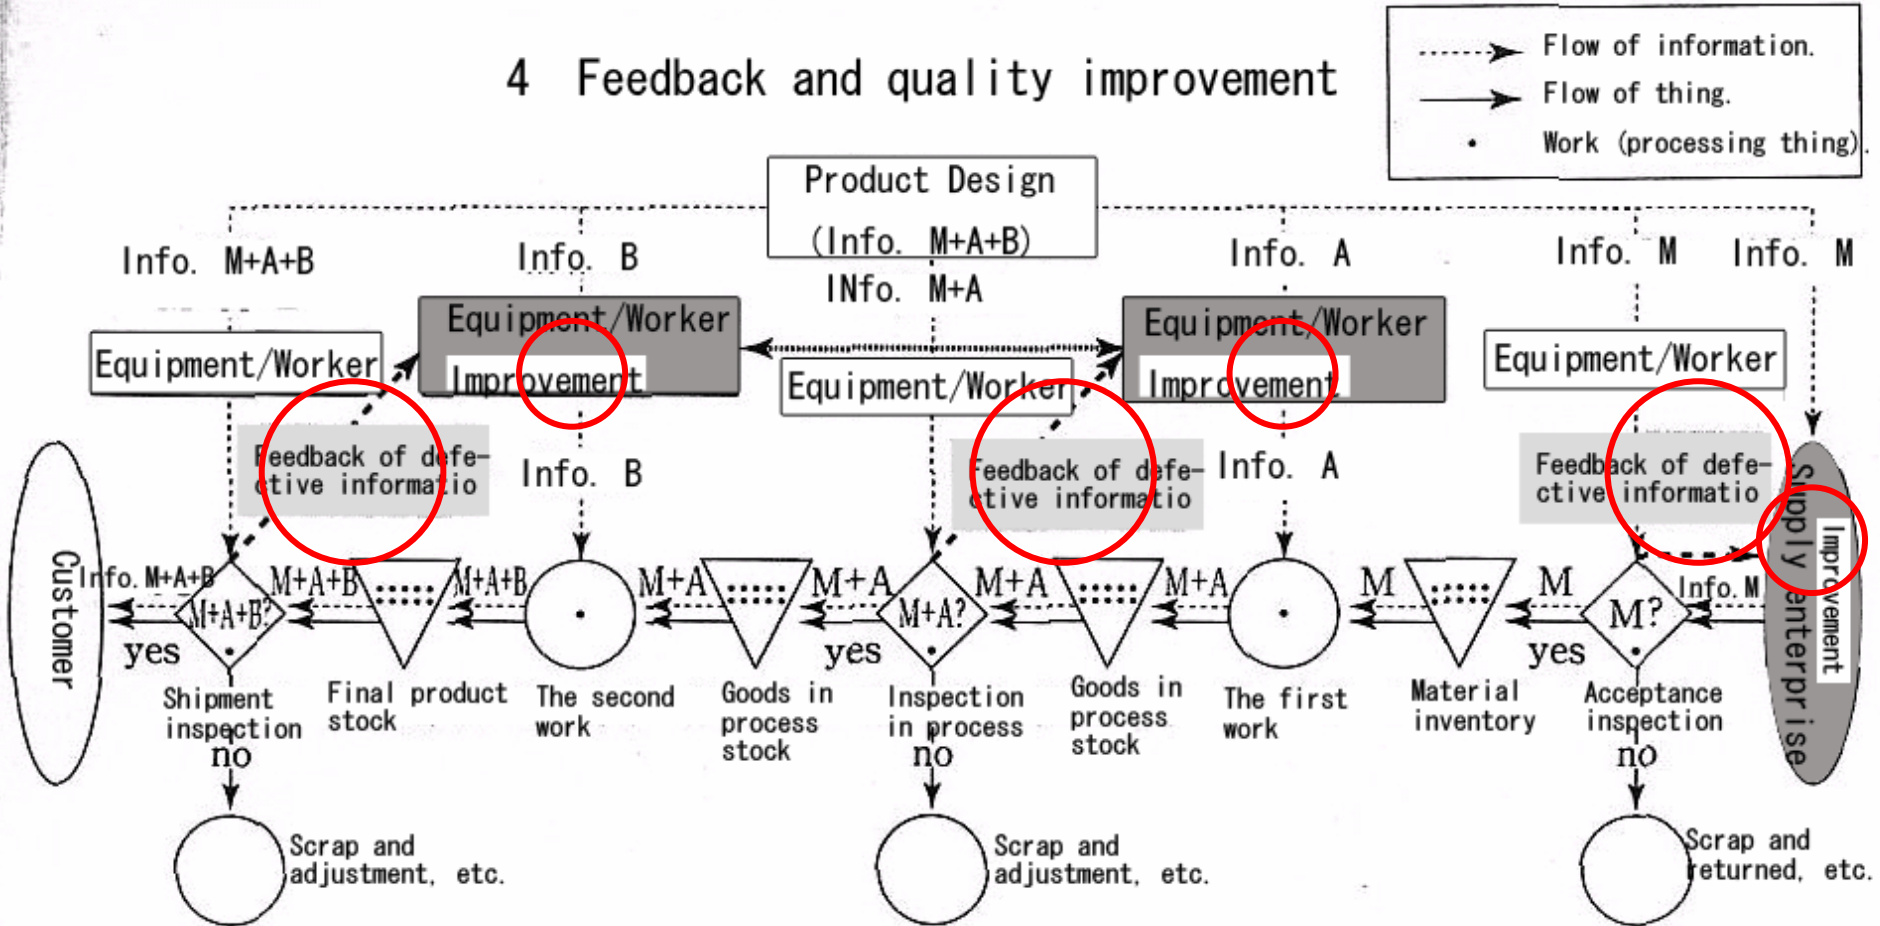 4 Feedback and quality improvement
Flow of information.
Flow of thing.
Work (processing thing).
Product Design
(Info. M+A+B)
Info. M+A+B
Info. B
INfo. M+A
Info. A
Info. M
Info. M
Equipment/Worker
Equipment/Worker
Improvement
Equipment/Worker
Equipment/Worker
Improvement
Equipment/Worker
Feedback of defe-
ctive informatio
Info. B
Feedback of defe-
ctive informatio
Info. A
Feedback of defe-
ctive informatio
Customer
Info. M+A+B
M+A+B?
M+A+B
M+A+B
M+A
M+A
M+A?
M+A
M+A
M
M
M?
Info. M
Supply enterprise
Improvement
yes
yes
yes
Shipment
inspection
Final product
stock
The second
work
Goods in
process
stock
Inspection
in process
Goods in
process
stock
The first
work
Material
inventory
Acceptance
inspection
no
no
no
Scrap and
adjustment, etc.
Scrap and
adjustment, etc.
Scrap and
returned, etc.